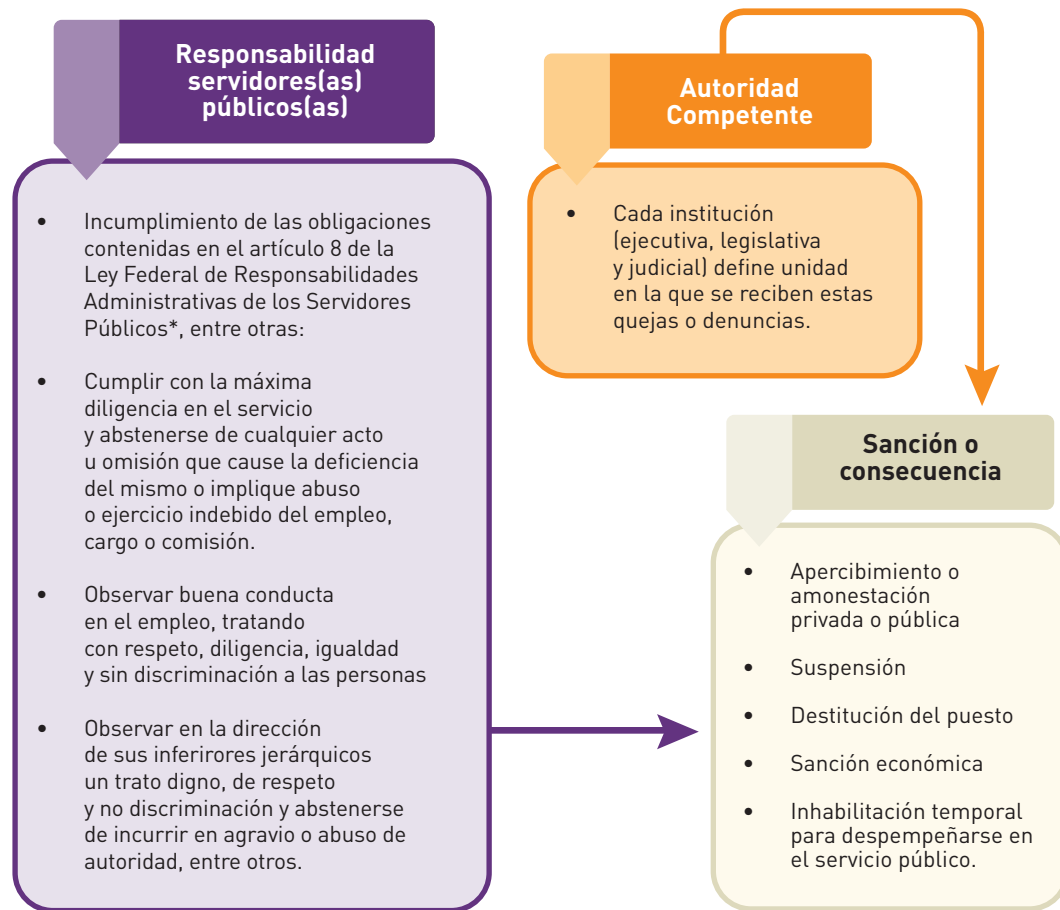 Responsabilidad
servidores(as)
públicos(as)
• Incumplimiento de las obligaciones
contenidas en el artículo 8 de la
Ley Federal de Responsabilidades
Administrativas de los Servidores
Públicos*, entre otras:
• Cumplir con la máxima
diligencia en el servicio
y abstenerse de cualquier acto
u omisión que cause la deficiencia
del mismo o implique abuso
o ejercicio indebido del empleo,
cargo o comisión.
• Observar buena conducta
en el empleo, tratando
con respeto, diligencia, igualdad
y sin discriminación a las personas
• Observar en la dirección
de sus inferirores jerárquicos
un trato digno, de respeto
y no discriminación y abstenerse
de incurrir en agravio o abuso de
autoridad, entre otros.
Autoridad
Competente
• Cada institución
(ejecutiva, legislativa
y judicial) define unidad
en la que se reciben estas
quejas o denuncias.
Sanción o
consecuencia
• Apercibimiento o
amonestación
privada o pública
• Suspensión
• Destitución del puesto
• Sanción económica
• Inhabilitación temporal
para despempeñarse en
el servicio público.